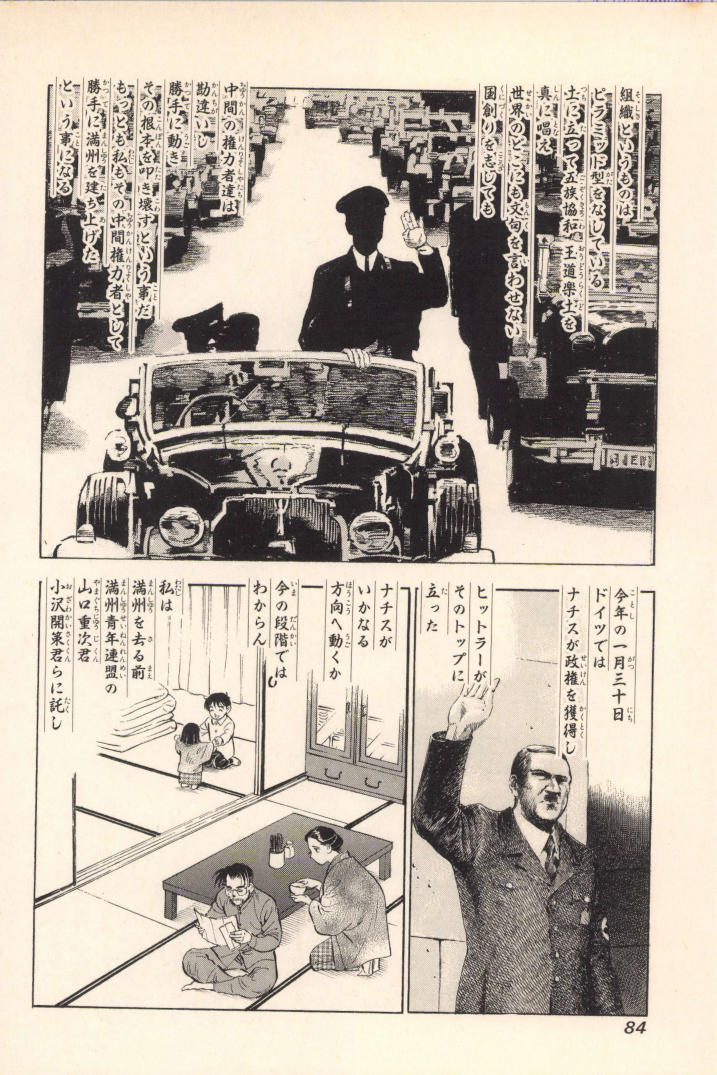 組織というものは
ピラミッド型をなしている
土に立って五族協和 王道楽土を
真に唱え
世界のどこにも文句を言わせない
国創りを志しても
中間の権力者達は
勘違いし
勝手に動き
その根本を叩き壊すという事だ
もっとも私もその中間権力者として
勝手に満州を建ち上げた
という事になる
今年の一月三十日
ドイツでは
ナチスが政権を獲得し
ヒットラーが
そのトップに
立った
ナチスが
いかなる
方向へ動くか
今の段階では
わからん
私は
満州を去る前
満州青年連盟の
山口重次君
小沢開策君らに託し
84